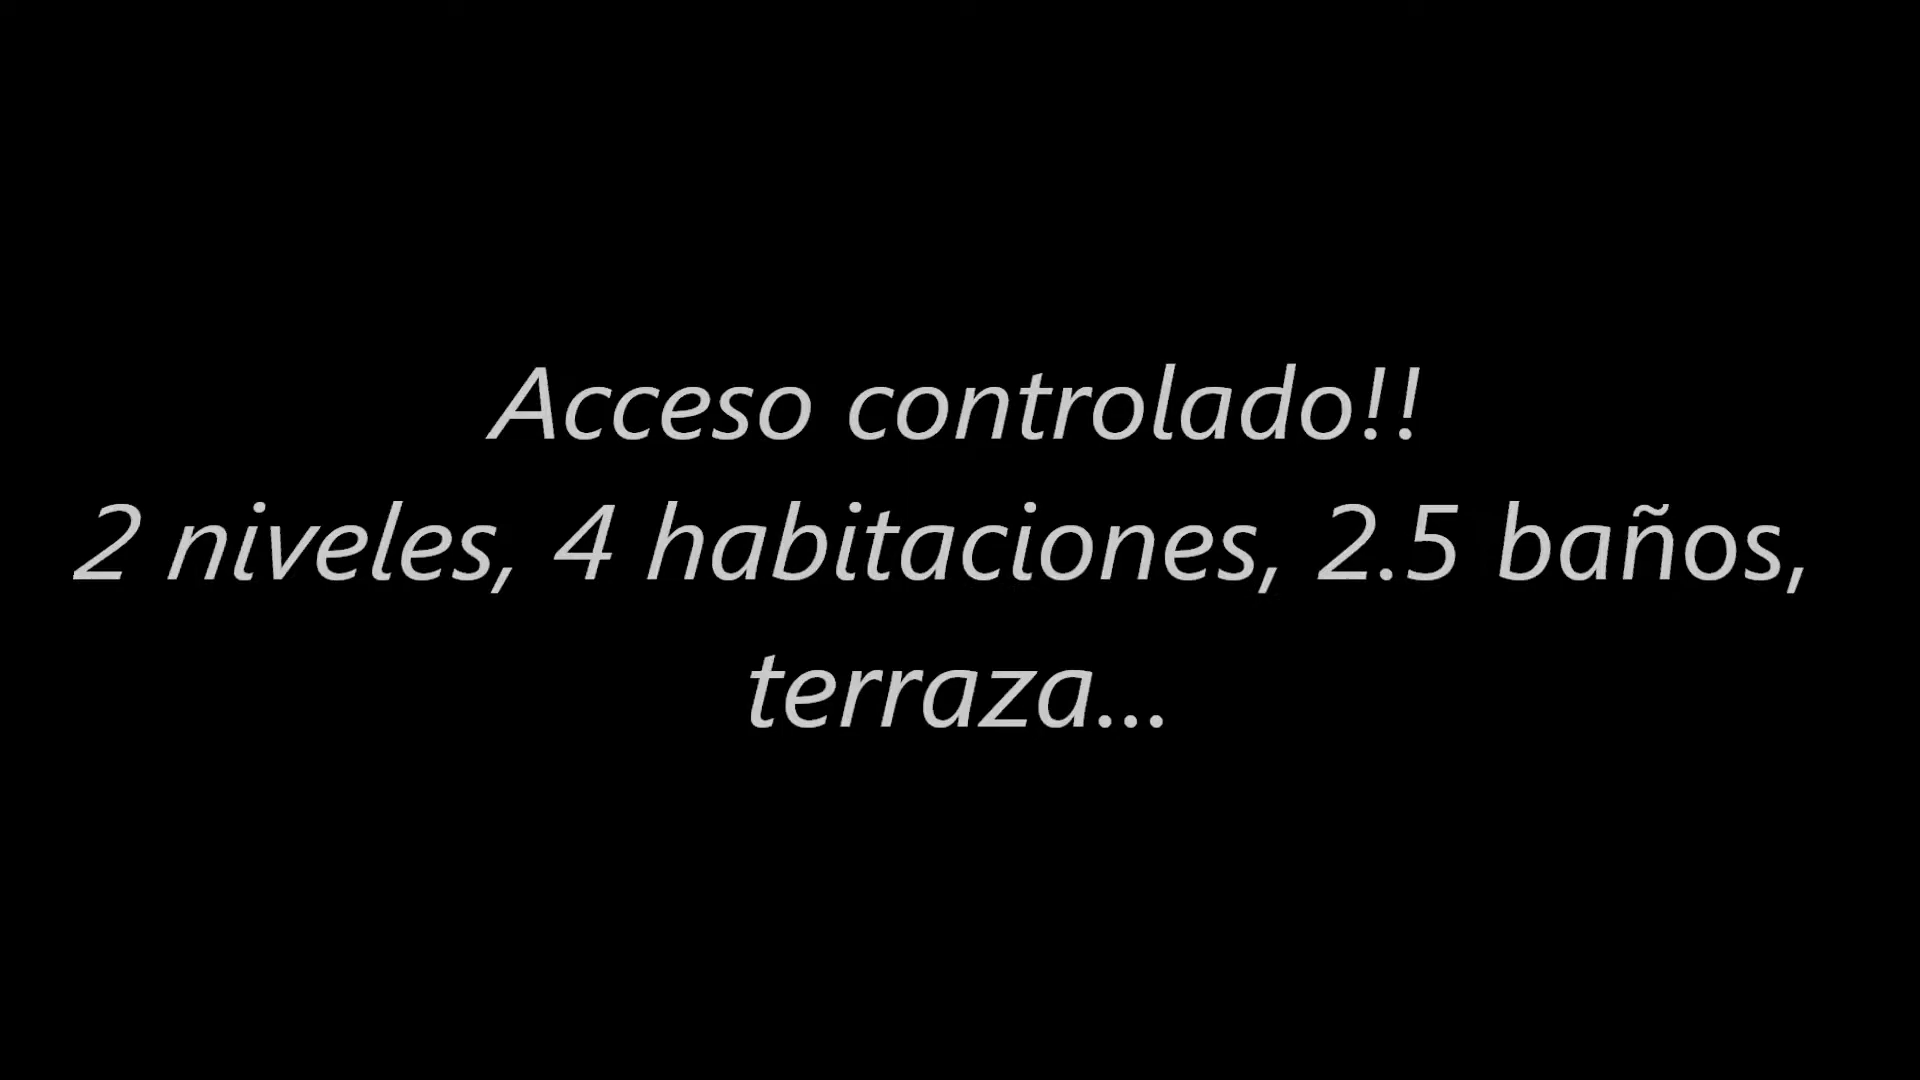 Acceso controlado!!
2 niveles, 4 habitaciones, 2.5 baños,
terraza...